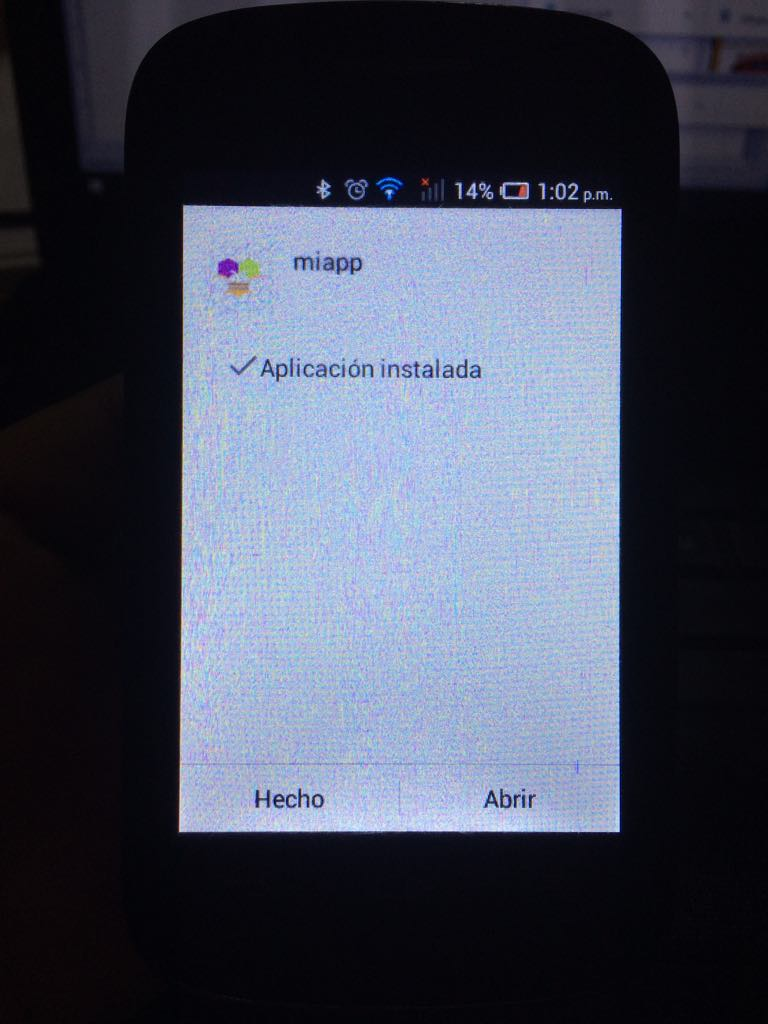 14% 1:02 p.m.
miapp
Aplicación instalada
Hecho Abrir